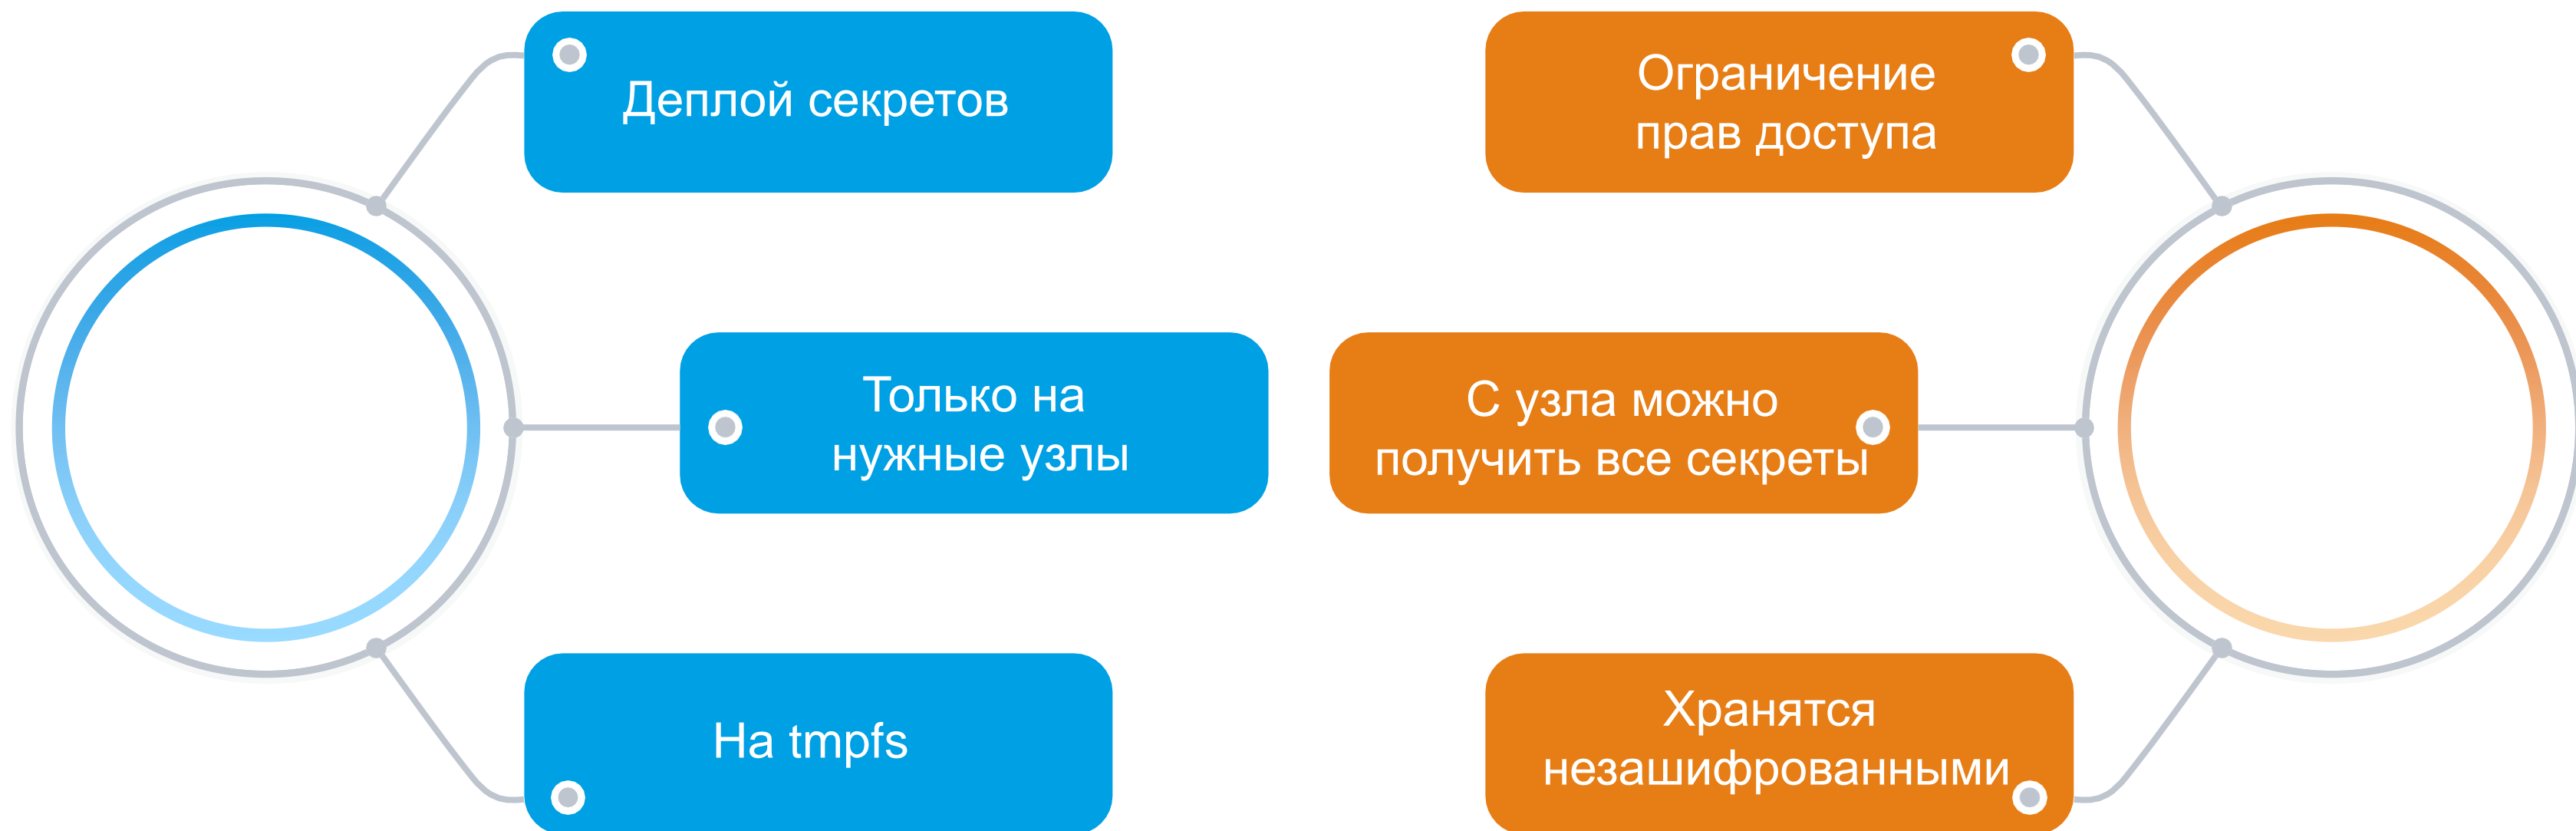 Деплой секретов
Только на
нужные узлы
На tmpfs
Ограничение
прав доступа
С узла можно
получить все секреты
Хранятся
незашифрованными